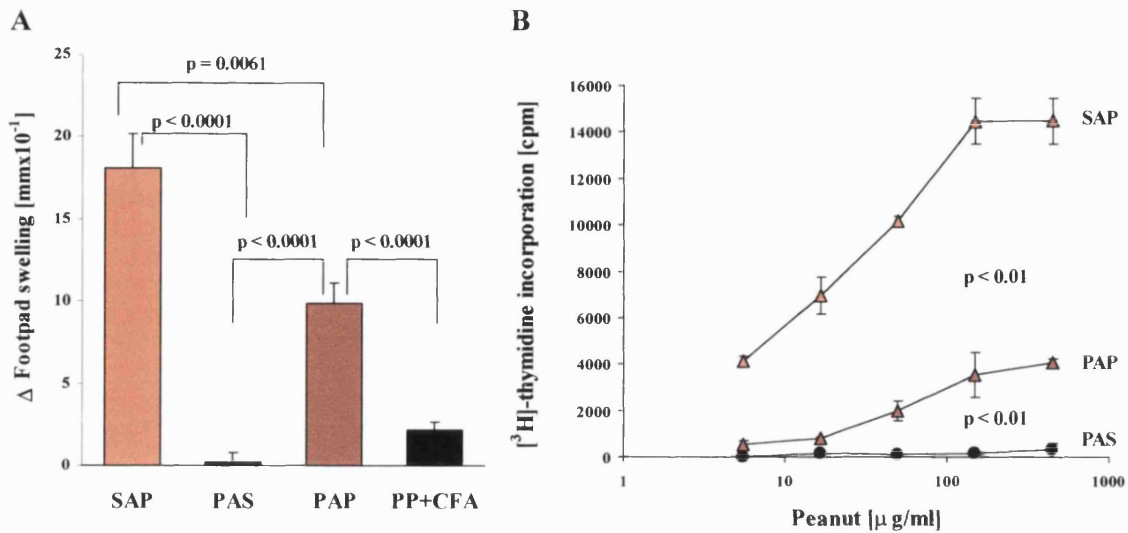 A
Δ Footpad swelling [mmx10⁻¹]
25
20
15
10
5
0
p = 0.0061
p < 0.0001
p < 0.0001
p < 0.0001
SAP
PAS
PAP
PP+CFA
B
[³H]-thymidine incorporation [cpm]
16000
14000
12000
10000
8000
6000
4000
2000
0
SAP
p < 0.01
PAP
p < 0.01
PAS
1
10
100
1000
Peanut [µ g/ml]